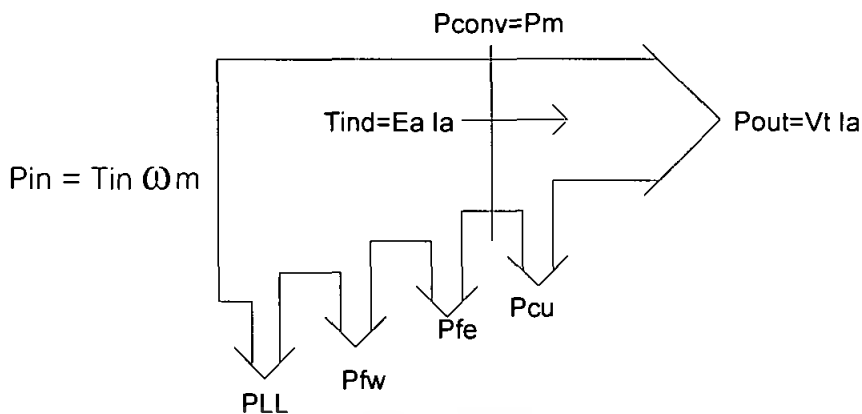 Pconv=Pm
Tind=Ea Ia
Pout=Vt Ia
Pin = Tin ωm
Pcu
Pfe
Pfw
PLL